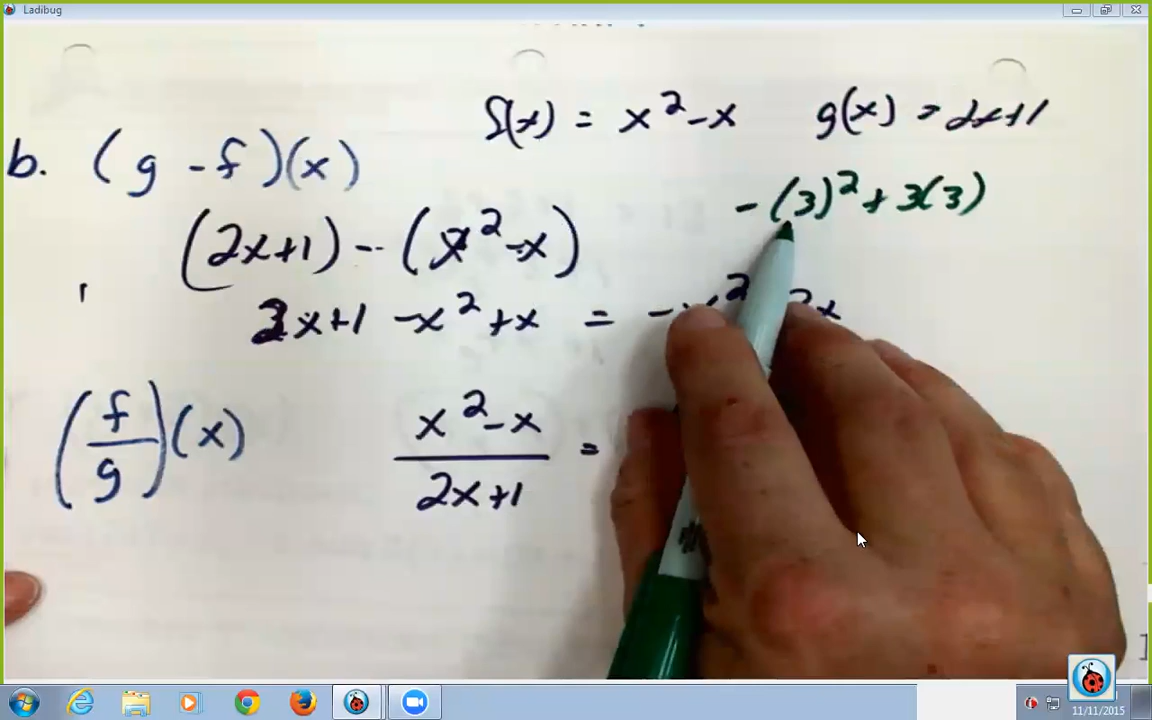 Ladibug
f(x) = x² - x g(x) = 2x+1
b. (g - f)(x)
- (3)² + 3(3)
(2x+1) - (x² - x)
2x+1 - x² + x = -
(f/g)(x) x² - x / 2x+1 =
11/11/2015